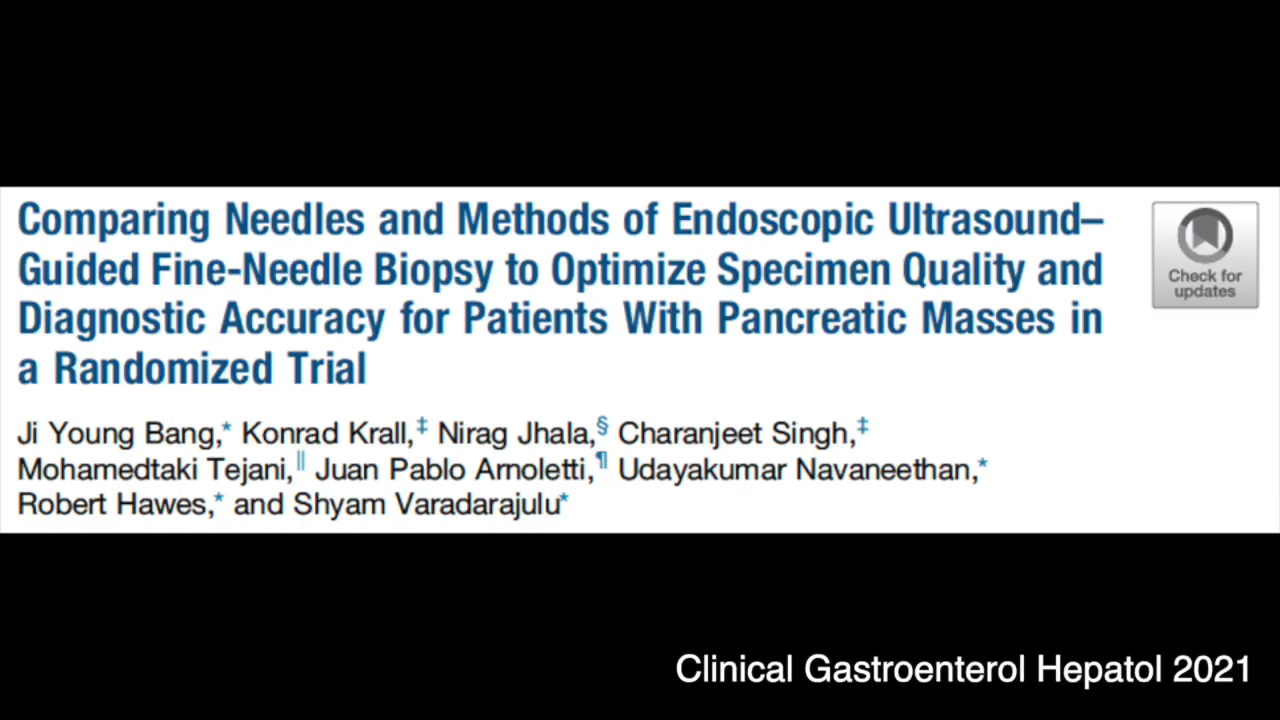 Comparing Needles and Methods of Endoscopic Ultrasound–
Guided Fine-Needle Biopsy to Optimize Specimen Quality and
Diagnostic Accuracy for Patients With Pancreatic Masses in
a Randomized Trial
Check for
updates
Ji Young Bang,* Konrad Krall,‡ Nirag Jhala,§ Charanjeet Singh,‡
Mohamedtaki Tejani,‖ Juan Pablo Arnoletti,¶ Udayakumar Navaneethan,*
Robert Hawes,* and Shyam Varadarajulu*
Clinical Gastroenterol Hepatol 2021